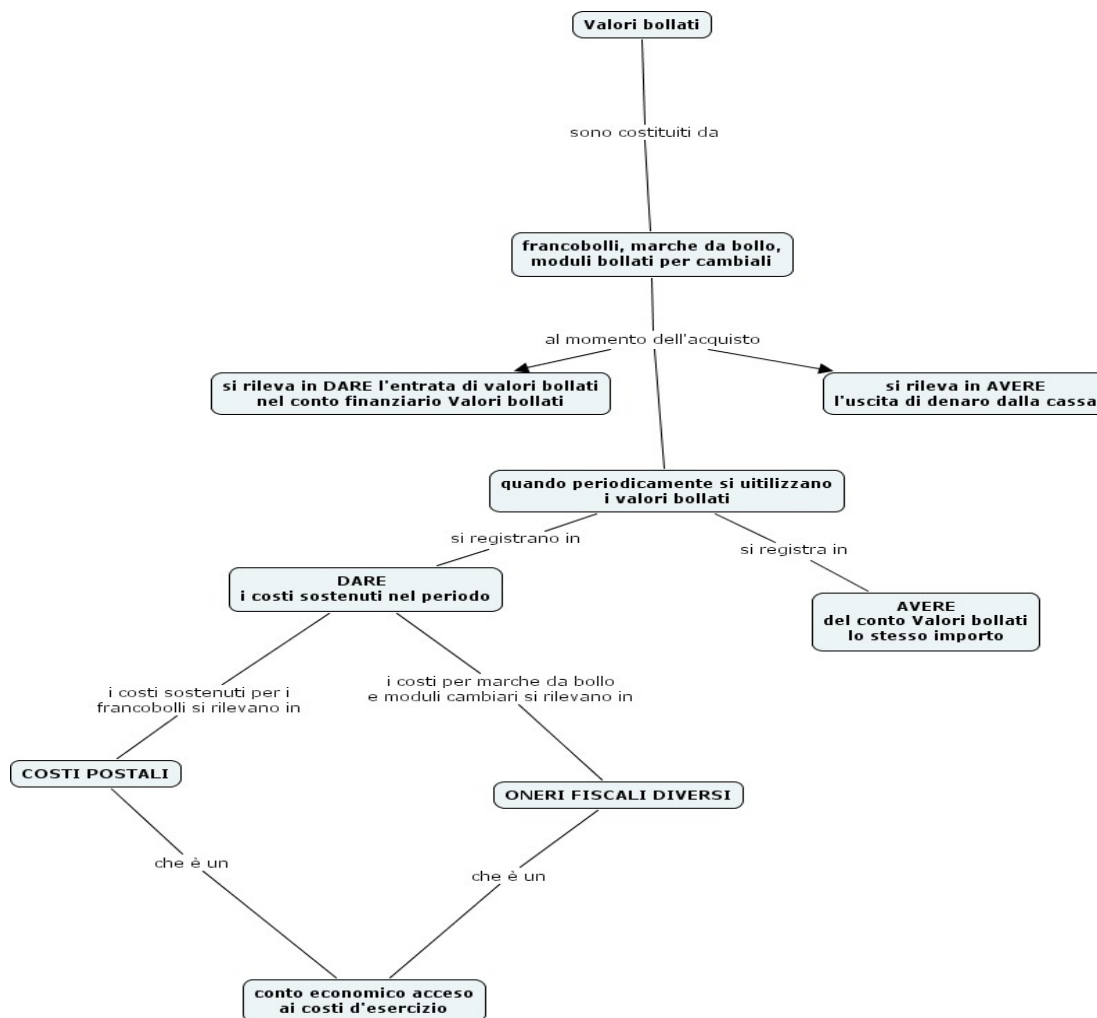 Valori bollati
sono costituiti da
francobolli, marche da bollo,
moduli bollati per cambiali
al momento dell'acquisto
si rileva in DARE l'entrata di valori bollati
nel conto finanziario Valori bollati
si rileva in AVERE
l'uscita di denaro dalla cassa
quando periodicamente si uitilizzano
i valori bollati
si registrano in
si registra in
DARE
i costi sostenuti nel periodo
AVERE
del conto Valori bollati
lo stesso importo
i costi sostenuti per i
francobolli si rilevano in
i costi per marche da bollo
e moduli cambiari si rilevano in
COSTI POSTALI
ONERI FISCALI DIVERSI
che è un
che è un
conto economico acceso
ai costi d'esercizio